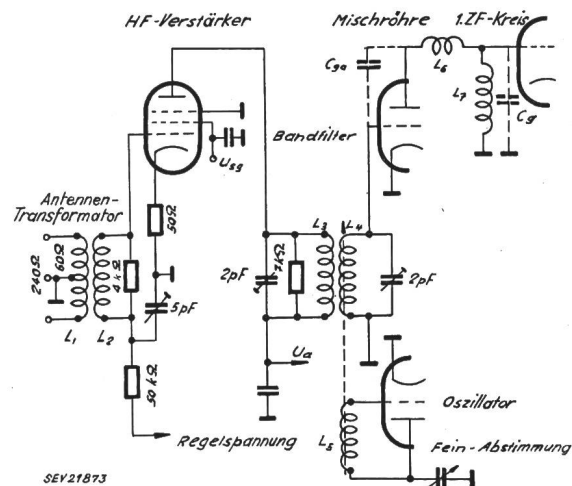 HF-Verstärker
Mischröhre
1.ZF-Kreis
Cga
L6
L7
Cg
Bandfilter
Usg
Antennen-
Transformator
50Ω
240Ω
60Ω
4kΩ
5pF
L1
L2
50kΩ
Regelspannung
2pF
7kΩ
L3
L4
2pF
Ua
L5
Oszillator
Fein-Abstimmung
SEV21873